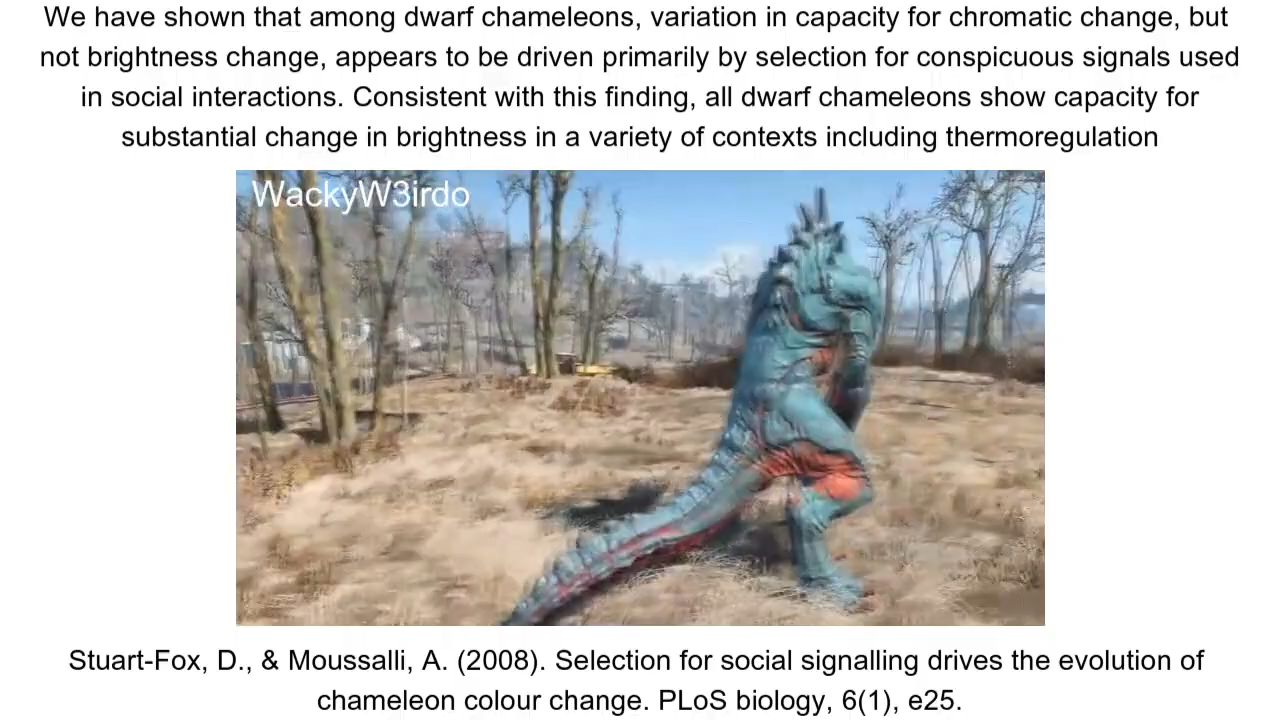 We have shown that among dwarf chameleons, variation in capacity for chromatic change, but
not brightness change, appears to be driven primarily by selection for conspicuous signals used
in social interactions. Consistent with this finding, all dwarf chameleons show capacity for
substantial change in brightness in a variety of contexts including thermoregulation
WackyW3irdo
Stuart-Fox, D., & Moussalli, A. (2008). Selection for social signalling drives the evolution of
chameleon colour change. PLoS biology, 6(1), e25.